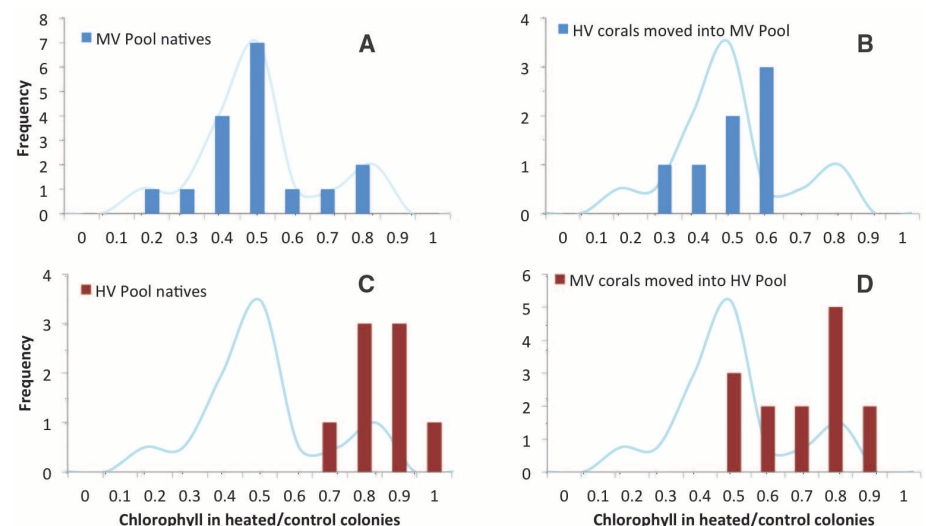 MV Pool natives
A
Frequency
8
7
6
5
4
3
2
1
0
0 0.1 0.2 0.3 0.4 0.5 0.6 0.7 0.8 0.9 1
HV corals moved into MV Pool
B
4
3
2
1
0
0 0.1 0.2 0.3 0.4 0.5 0.6 0.7 0.8 0.9 1
HV Pool natives
C
Frequency
4
3
2
1
0
0 0.1 0.2 0.3 0.4 0.5 0.6 0.7 0.8 0.9 1
Chlorophyll in heated/control colonies
MV corals moved into HV Pool
D
6
5
4
3
2
1
0
0 0.1 0.2 0.3 0.4 0.5 0.6 0.7 0.8 0.9 1
Chlorophyll in heated/control colonies